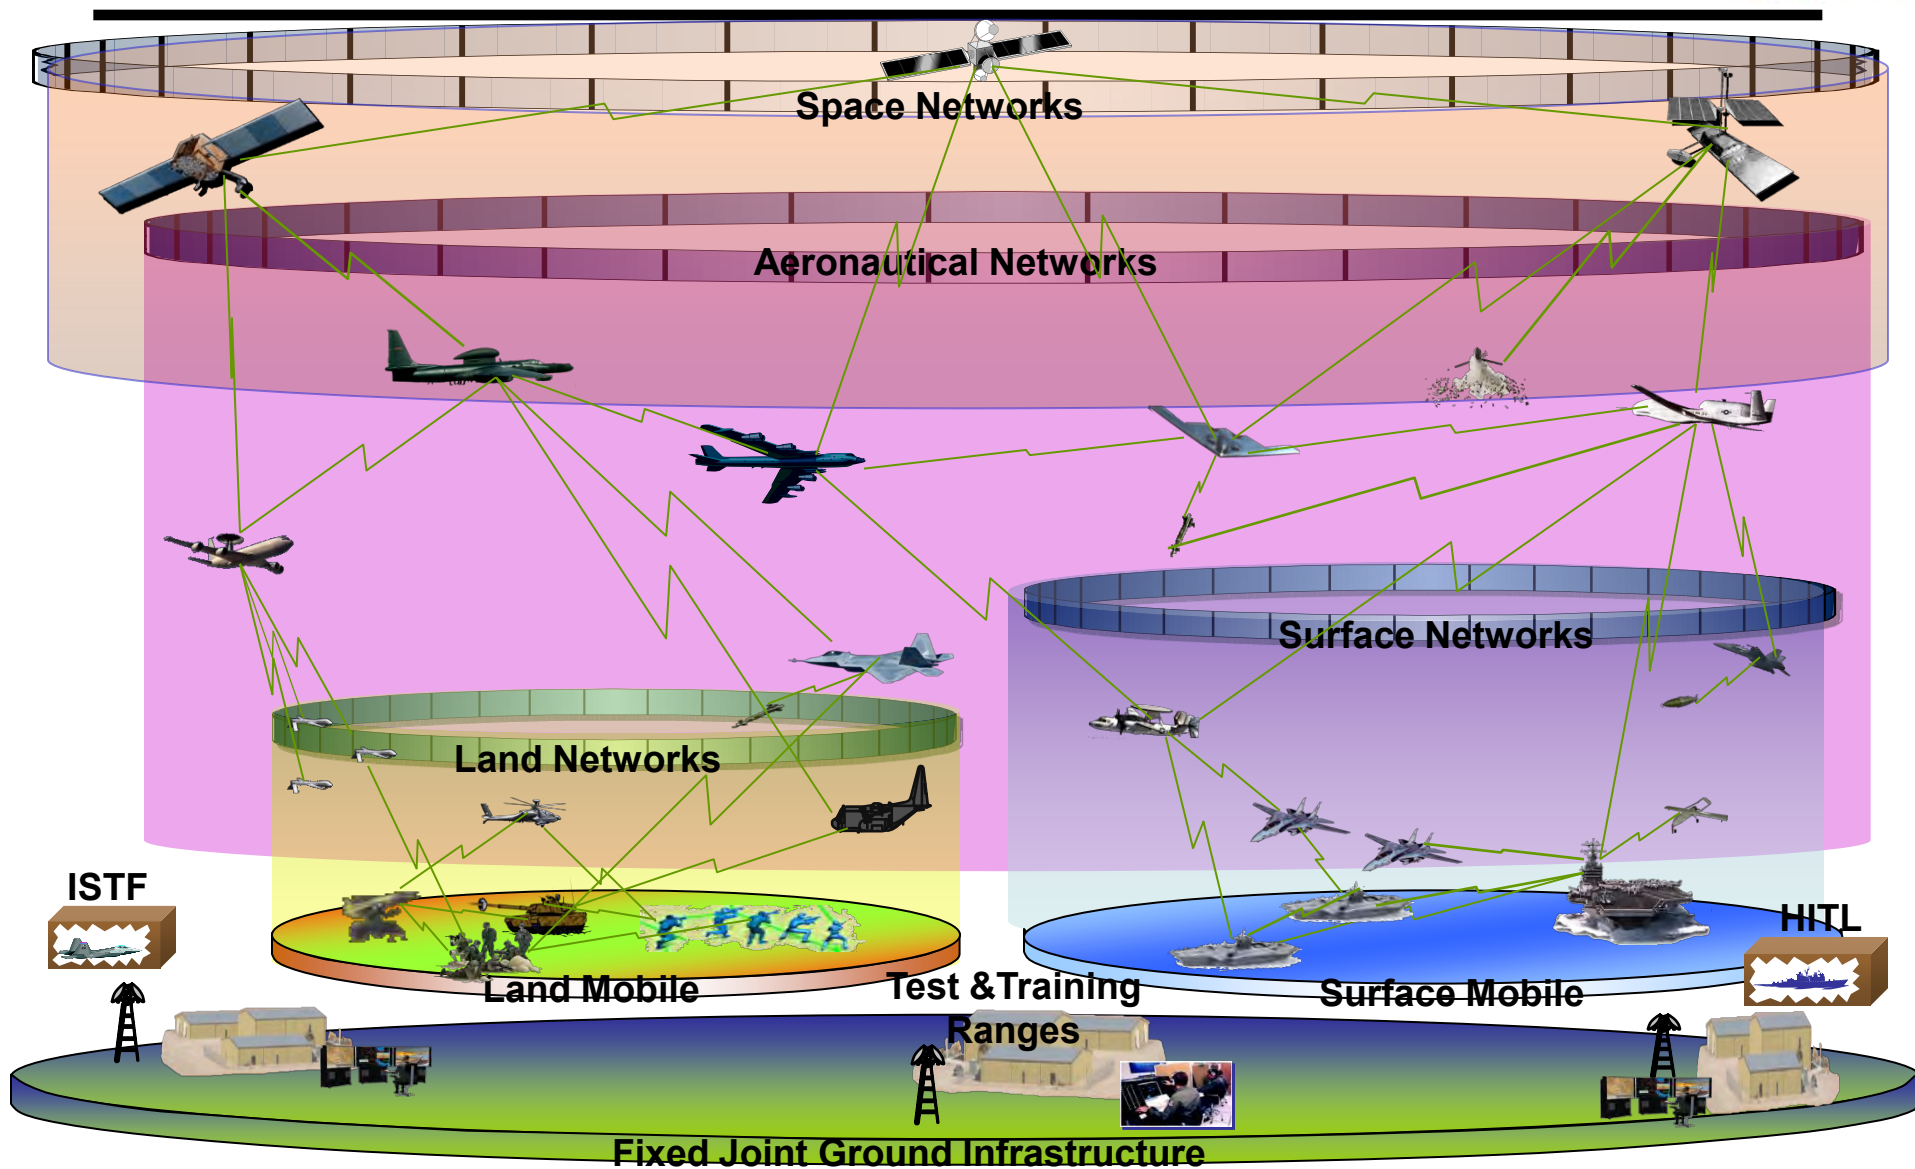 Space Networks
Aeronautical Networks
Surface Networks
Land Networks
ISTF
HITL
Land Mobile
Test &Training
Ranges
Surface Mobile
Fixed Joint Ground Infrastructure